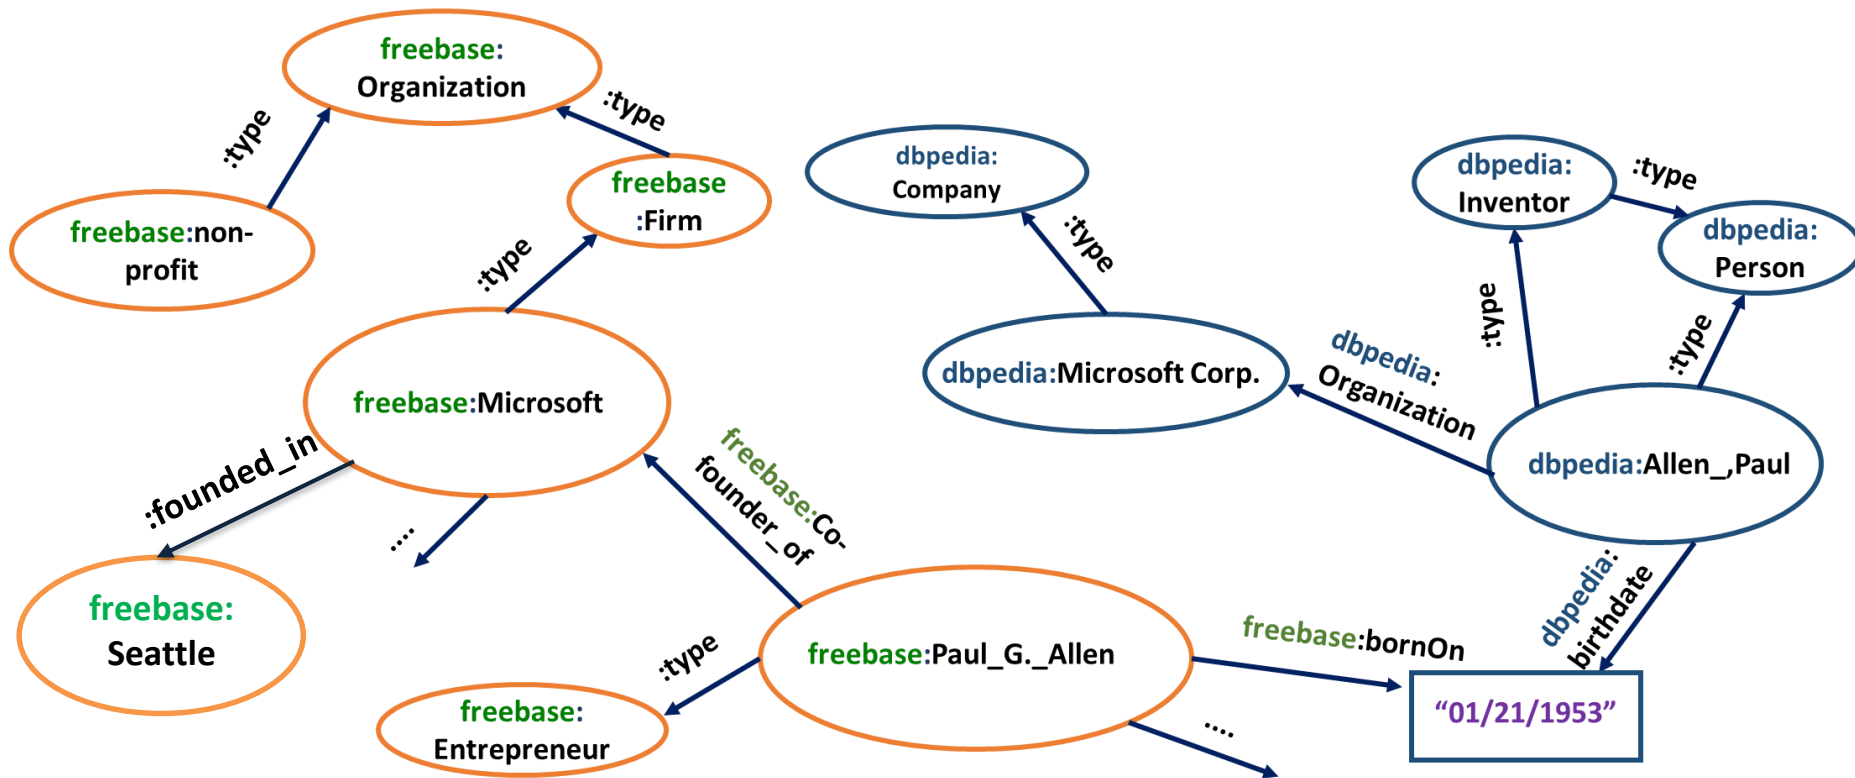 freebase:
Organization
:type
:type
freebase
:Firm
freebase:non-
profit
:type
dbpedia:
Company
:type
dbpedia:
Inventor
:type
dbpedia:
Person
:type
:type
freebase:Microsoft
dbpedia:Microsoft Corp.
dbpedia:
Organization
dbpedia:Allen_,Paul
:founded_in
....
freebase:Co-
founder_of
freebase:
Seattle
:type
freebase:Paul_G._Allen
freebase:bornOn
dbpedia:
birthdate
freebase:
Entrepreneur
....
“01/21/1953”